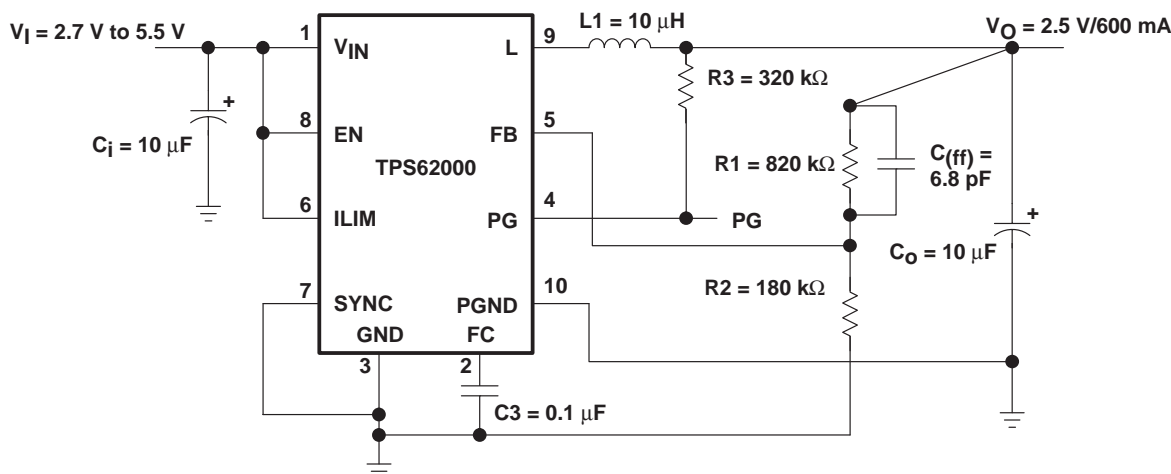 L1 = 10 μH
V_I = 2.7 V to 5.5 V
V_O = 2.5 V/600 mA
1
V_IN
L
9
R3 = 320 kΩ
8
EN
FB
5
C_i = 10 μF
TPS62000
R1 = 820 kΩ
C_(ff) =
6.8 pF
6
ILIM
PG
4
PG
+
+
C_o = 10 μF
7
SYNC
PGND
10
R2 = 180 kΩ
GND
FC
3
2
C3 = 0.1 μF